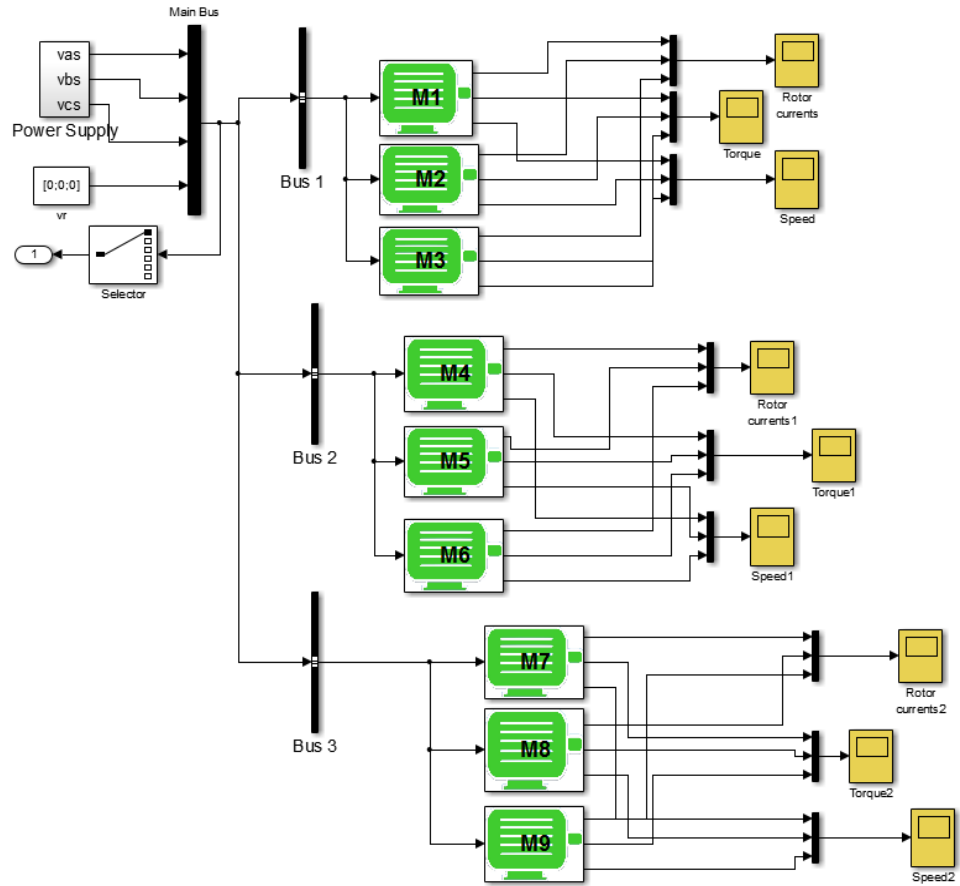 Main Bus
vas
vbs
vcs
Power Supply
[0;0;0]
vr
1
Selector
Bus 1
M1
M2
M3
Rotor
currents
Torque
Speed
Bus 2
M4
M5
M6
Rotor
currents1
Torque1
Speed1
Bus 3
M7
M8
M9
Rotor
currents2
Torque2
Speed2